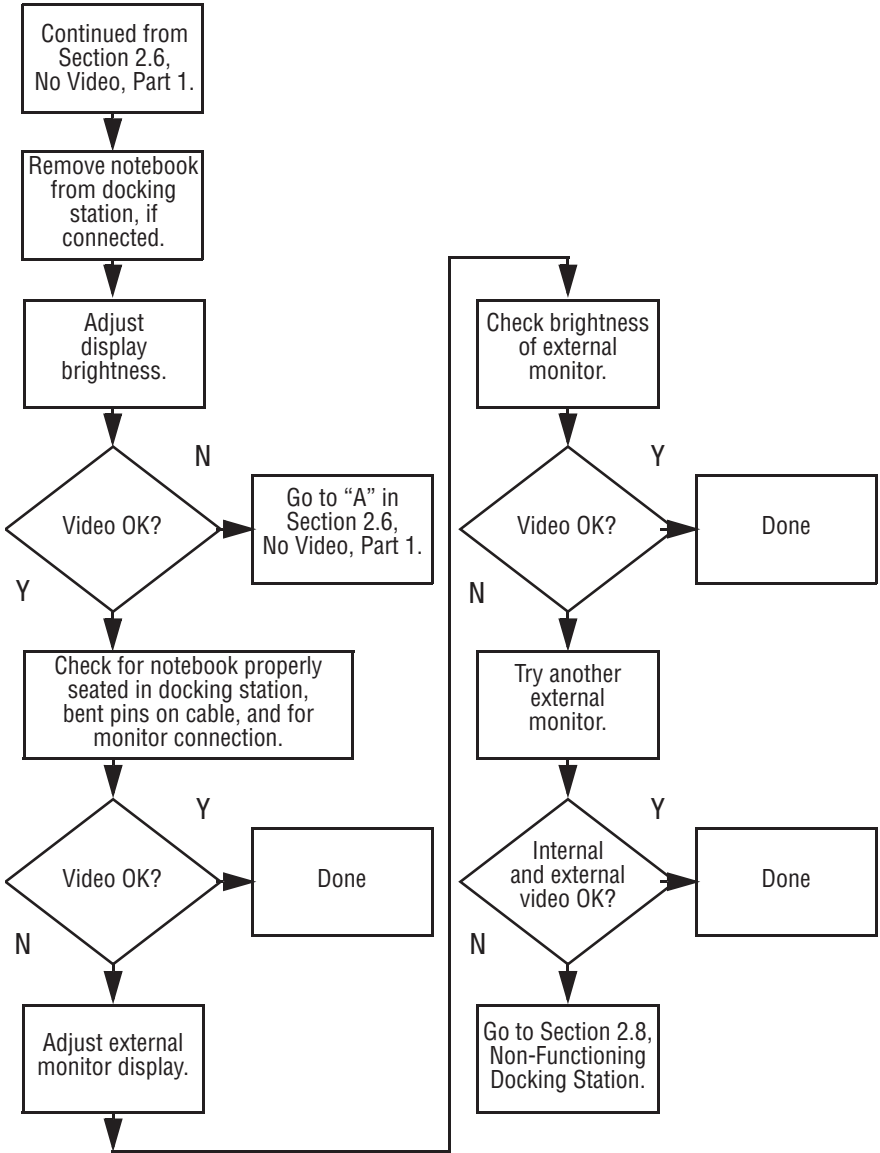 Continued from
Section 2.6,
No Video, Part 1.
Remove notebook
from docking
station, if
connected.
Adjust
display
brightness.
Video OK?
N
Go to “A” in
Section 2.6,
No Video, Part 1.
Y
Check for notebook properly
seated in docking station,
bent pins on cable, and for
monitor connection.
Video OK?
Y
Done
N
Adjust external
monitor display.
Check brightness
of external
monitor.
Video OK?
Y
Done
N
Try another
external
monitor.
Internal
and external
video OK?
Y
Done
N
Go to Section 2.8,
Non-Functioning
Docking Station.